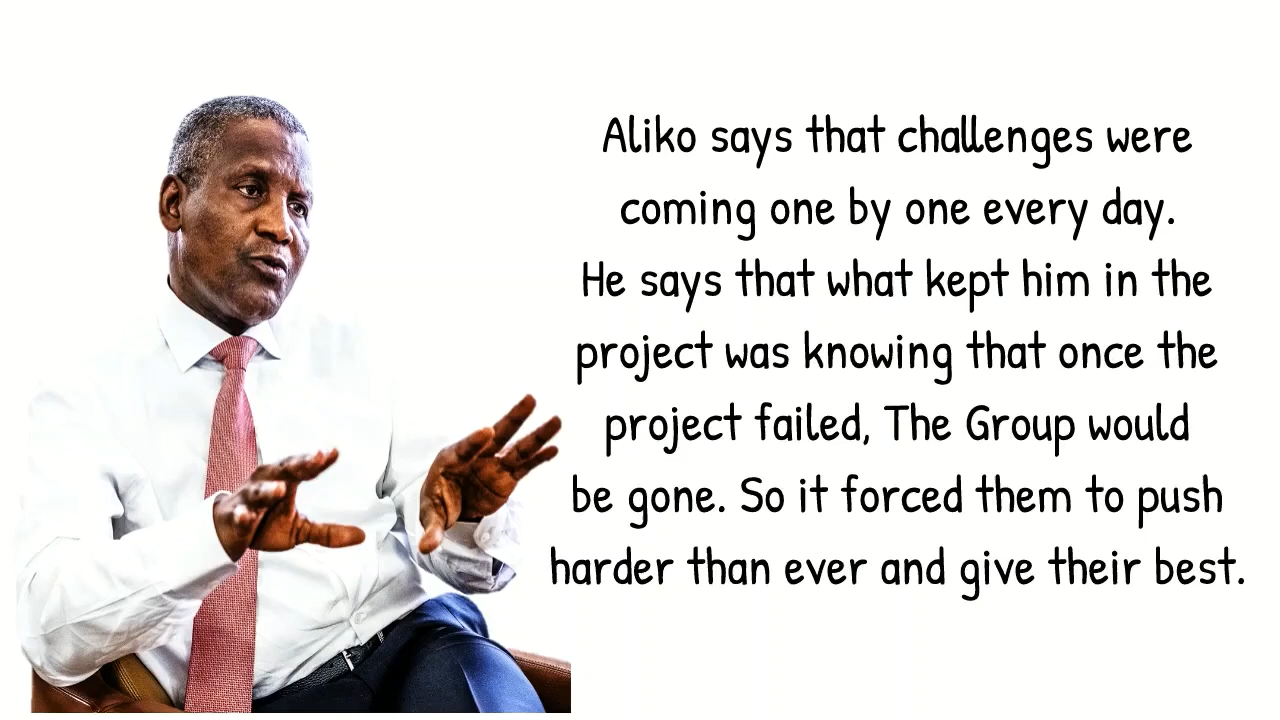 Aliko says that challenges were
coming one by one every day.
He says that what kept him in the
project was knowing that once the
project failed, The Group would
be gone. So it forced them to push
harder than ever and give their best.